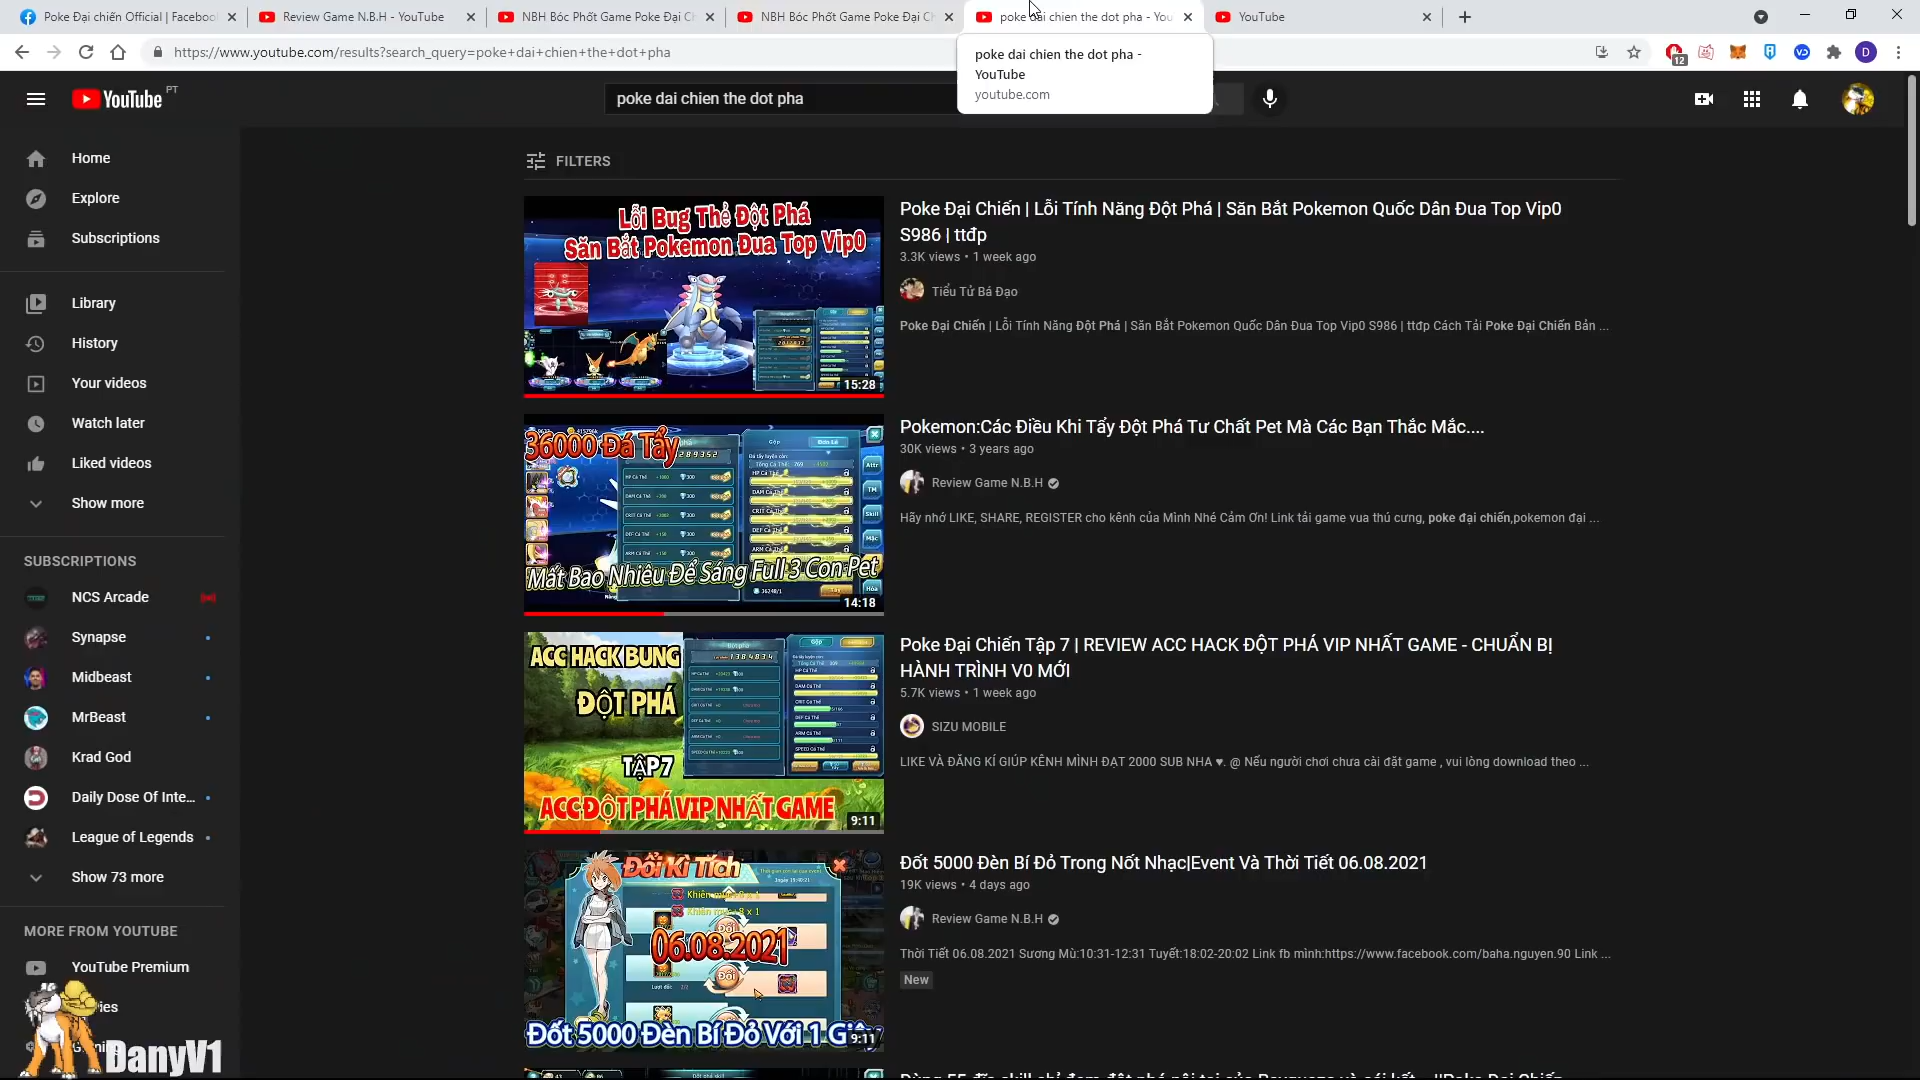 Poke Đại chiến Official | Faceboo
Review Game N.B.H - YouTube
NBH Bóc Phốt Game Poke Đại C
NBH Bóc Phốt Game Poke Đại C
poke dai chien the dot pha - You
YouTube
https://www.youtube.com/results?search_query=poke+dai+chien+the+dot+pha
poke dai chien the dot pha -
YouTube
youtube.com
12
D
YouTube PT
poke dai chien the dot pha
FILTERS
Home
Explore
Subscriptions
Library
History
Your videos
Watch later
Liked videos
Show more
SUBSCRIPTIONS
NCS Arcade
Synapse
Midbeast
MrBeast
Krad God
Daily Dose Of Inte...
League of Legends
Show 73 more
MORE FROM YOUTUBE
YouTube Premium
DanyV1
Lỗi Bug Thẻ Đột Phá
Săn Bắt Pokemon Đua Top Vip0
15:28
Poke Đại Chiến | Lỗi Tính Năng Đột Phá | Săn Bắt Pokemon Quốc Dân Đua Top Vip0
S986 | ttđp
3.3K views • 1 week ago
Tiểu Tử Bá Đạo
Poke Đại Chiến | Lỗi Tính Năng Đột Phá | Săn Bắt Pokemon Quốc Dân Đua Top Vip0 S986 | ttđp Cách Tải Poke Đại Chiến Bản ...
36000 Đá Tẩy
289352
Mất Bao Nhiêu Để Sáng Full 3 Con Pet
14:18
Pokemon:Các Điều Khi Tẩy Đột Phá Tư Chất Pet Mà Các Bạn Thắc Mắc....
30K views • 3 years ago
Review Game N.B.H
Hãy nhớ LIKE, SHARE, REGISTER cho kênh của Mình Nhé Cảm Ơn! Link tải game vua thú cưng, poke đại chiến,pokemon đại ...
ACC HACK BUNG
ĐỘT PHÁ
TẬP7
ACC ĐỘT PHÁ VIP NHẤT GAME
1384834
9:11
Poke Đại Chiến Tập 7 | REVIEW ACC HACK ĐỘT PHÁ VIP NHẤT GAME - CHUẨN BỊ
HÀNH TRÌNH V0 MỚI
5.7K views • 1 week ago
SIZU MOBILE
LIKE VÀ ĐĂNG KÍ GIÚP KÊNH MÌNH ĐẠT 2000 SUB NHA ♥. @ Nếu người chơi chưa cài đặt game , vui lòng download theo ...
Đổi Kì Tích
Khiên mưa+8 x 1
Khiên mưa+8 x 1
06.08.2021
Đổi
Đổi
Đốt 5000 Đèn Bí Đỏ Với 1 Giây
9:11
Đốt 5000 Đèn Bí Đỏ Trong Nốt Nhạc|Event Và Thời Tiết 06.08.2021
19K views • 4 days ago
Review Game N.B.H
Thời Tiết 06.08.2021 Sương Mù:10:31-12:31 Tuyết:18:02-20:02 Link fb mình:https://www.facebook.com/baha.nguyen.90 Link ...
New